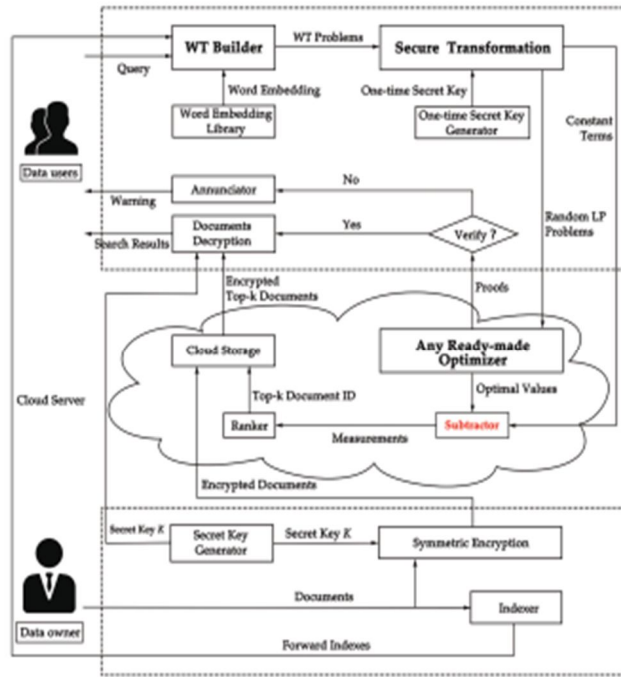 WT Builder
WT Problems
Secure Transformation
Query
Word Embedding
One-time Secret Key
Word Embedding
Library
One-time Secret Key
Generator
Constant
Terms
Data users
No
Annunciator
Warning
Documents
Decryption
Yes
Verify ?
Search Results
Random LP
Problems
Encrypted
Top-k Documents
Proofs
Cloud Storage
Any Ready-made
Optimizer
Cloud Server
Top-k Document ID
Optimal Values
Ranker
Measurements
Subtractor
Encrypted Documents
Secret Key K
Secret Key
Generator
Secret Key K
Symmetric Encryption
Documents
Indexer
Data owner
Forward Indexes